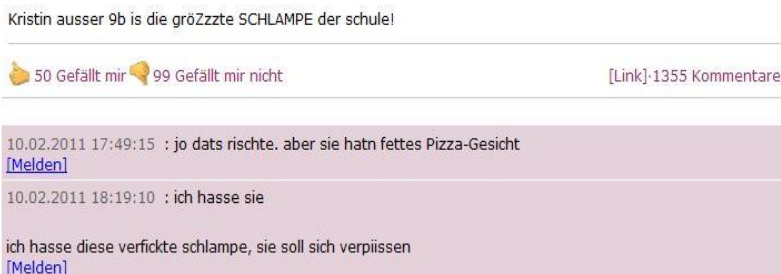 Kristin ausser 9b is die gröZzzte SCHLAMPE der schule!
50 Gefällt mir 99 Gefällt mir nicht [Link]·1355 Kommentare
10.02.2011 17:49:15 : jo dats rischte. aber sie hatn fettes Pizza-Gesicht
[Melden]
10.02.2011 18:19:10 : ich hasse sie
ich hasse diese verfickte schlampe, sie soll sich verpiissen
[Melden]